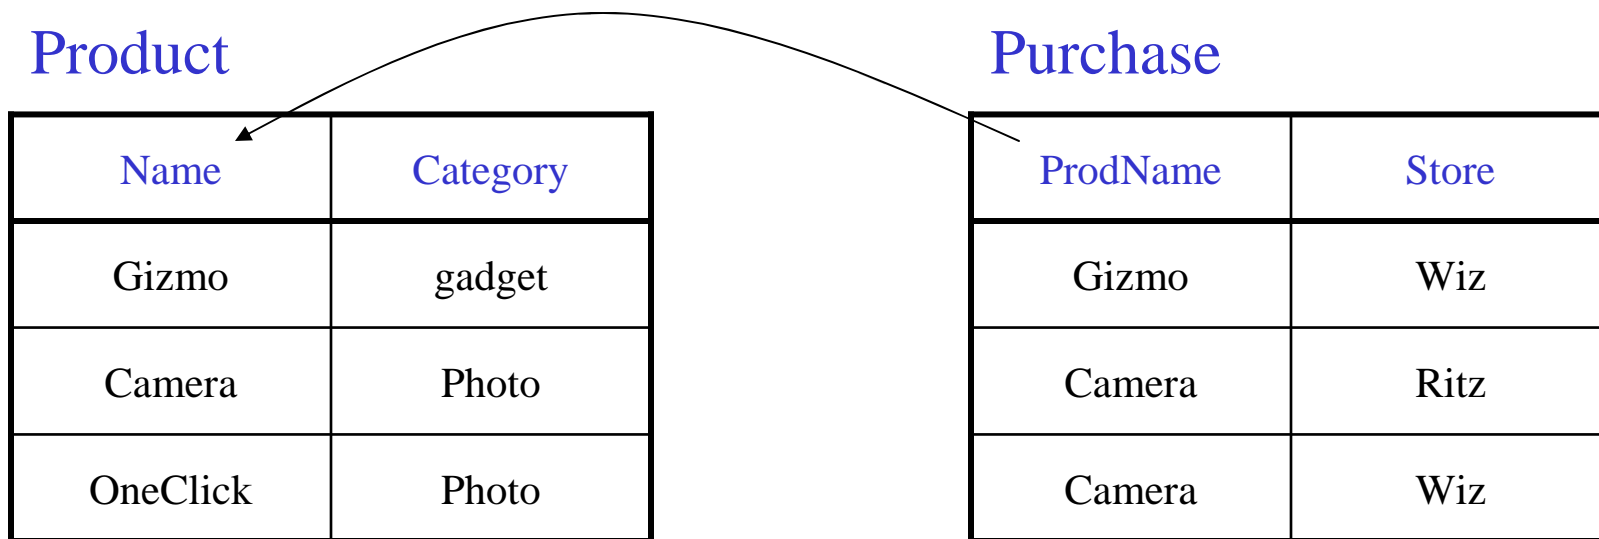 Product Purchase
Name Category ProdName Store
Gizmo gadget Gizmo Wiz
Camera Photo Camera Ritz
OneClick Photo Camera Wiz